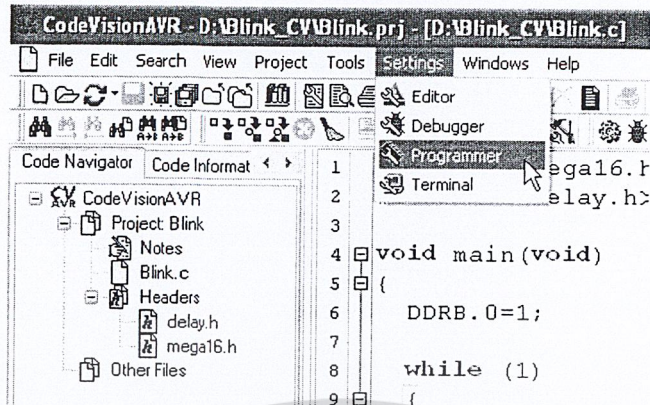 CodeVisionAVR - D:\Blink_CV\Blink.prj - [D:\Blink_CV\Blink.c]
File Edit Search View Project Tools Settings Windows Help
Editor
Debugger
Programmer
Terminal
A→B A→B
Code Navigator Code Informat
CodeVisionAVR
Project: Blink
Notes
Blink.c
Headers
delay.h
mega16.h
Other Files
1 ega16.h
2 elay.h>
3
4 void main(void)
5 {
6 DDRB.0=1;
7
8 while (1)
9 {